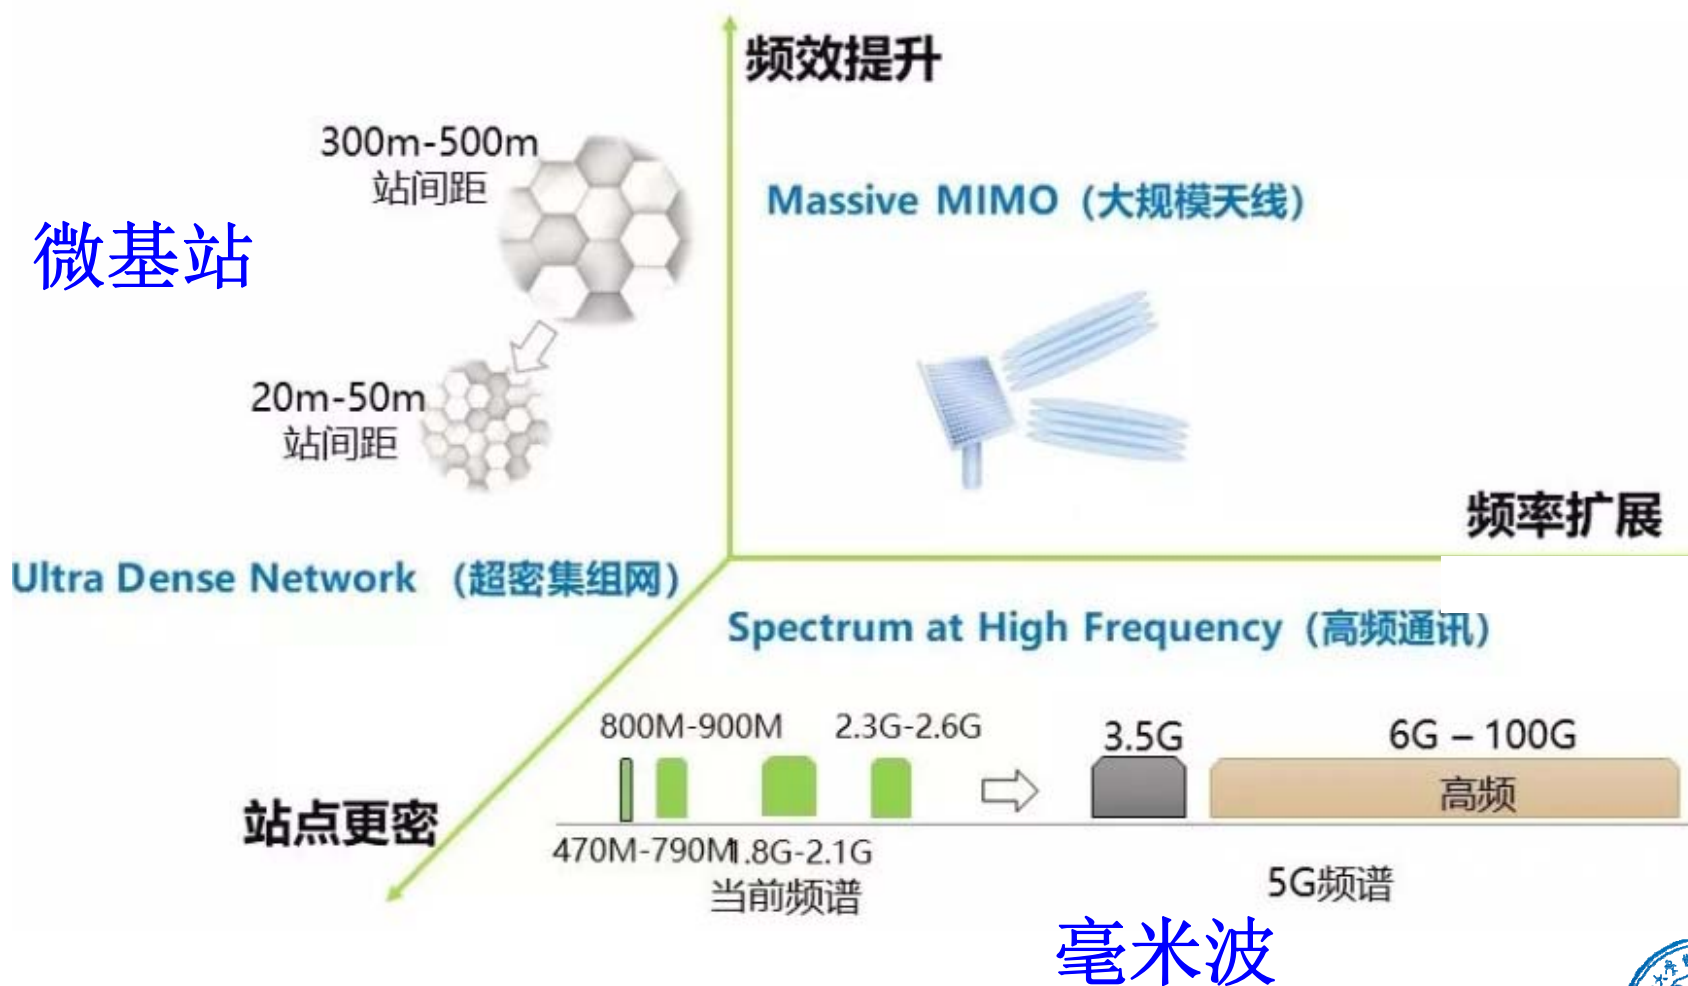 频效提升
300m-500m
站间距
Massive MIMO（大规模天线）
微基站
20m-50m
站间距
频率扩展
Ultra Dense Network （超密集组网）
Spectrum at High Frequency（高频通讯）
800M-900M
2.3G-2.6G
3.5G
6G – 100G
高频
站点更密
470M-790M
1.8G-2.1G
当前频谱
5G频谱
毫米波